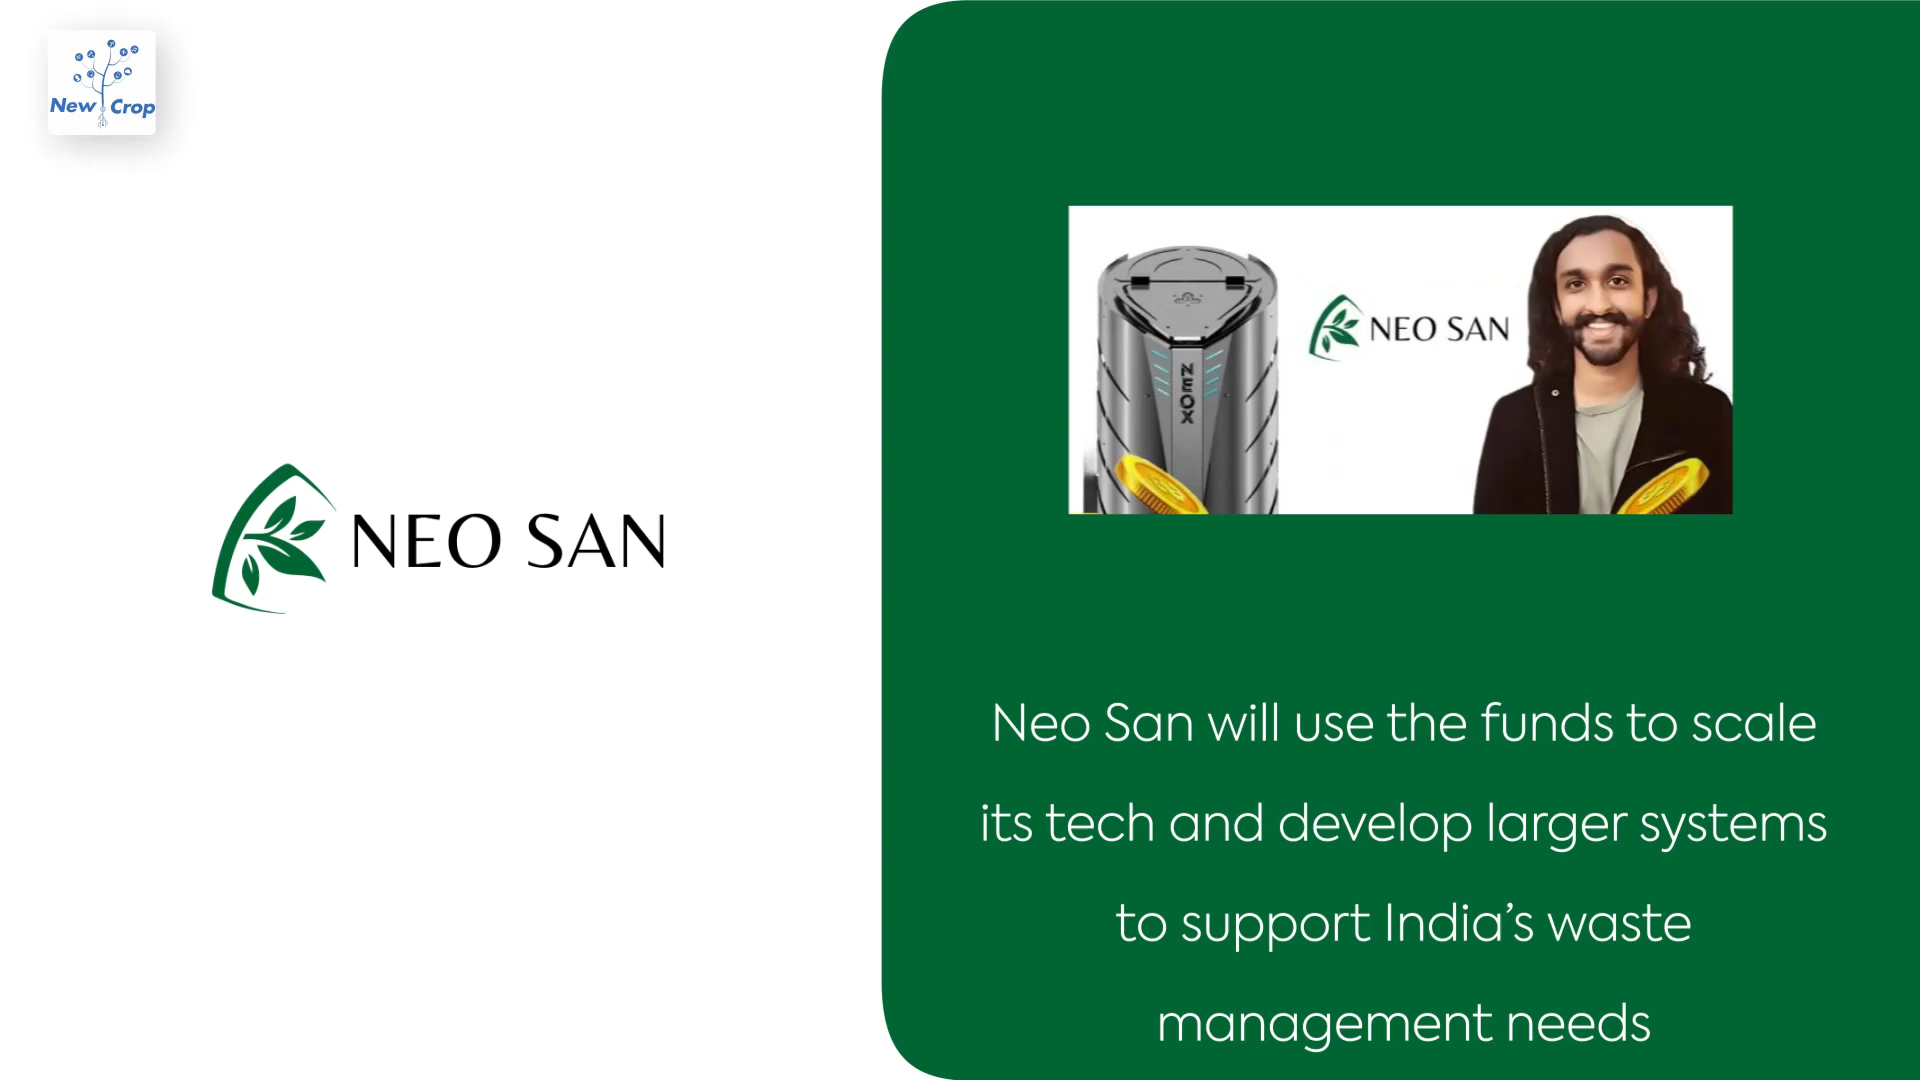 New Crop
NEO SAN
NEO SAN
NEOX
Neo San will use the funds to scale
its tech and develop larger systems
to support India’s waste
management needs